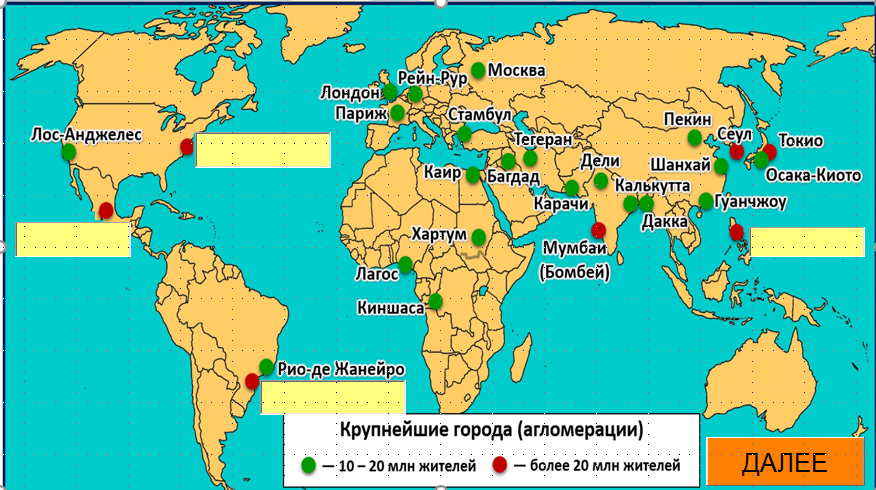 Москва
Рейн-Рур
Лондон
Париж
Стамбул
Лос-Анджелес
Пекин
Сеул
Токио
Тегеран
Дели
Шанхай
Осака-Киото
Каир
Багдад
Калькутта
Карачи
Гуанчжоу
Дакка
Хартум
Мумбаи
(Бомбей)
Лагос
Киншаса
Рио-де Жанейро
Крупнейшие города (агломерации)
— 10 – 20 млн жителей
— более 20 млн жителей
ДАЛЕЕ